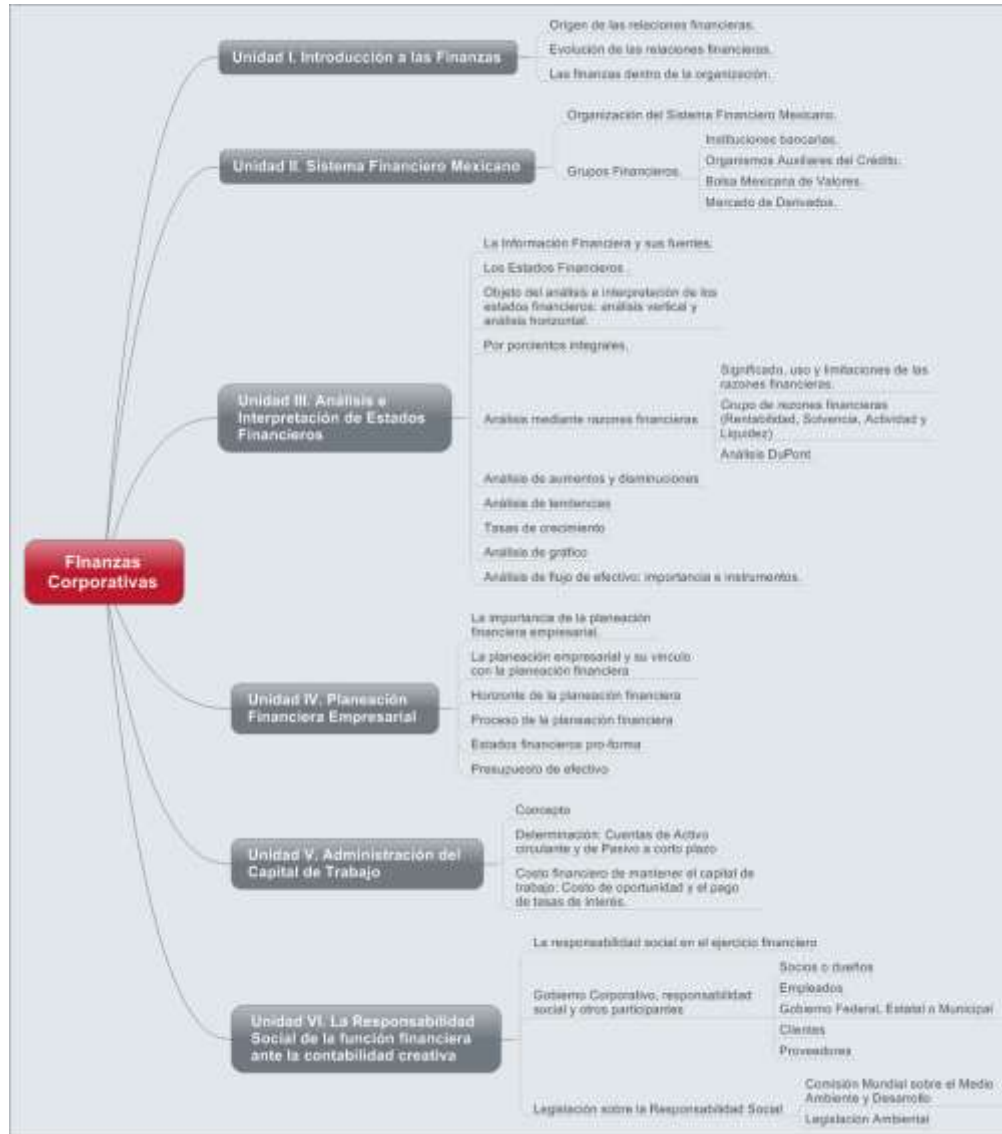 Finanzas
Corporativas
Unidad I. Introducción a las Finanzas
Origen de las relaciones financieras.
Evolución de las relaciones financieras.
Las finanzas dentro de la organización.
Unidad II. Sistema Financiero Mexicano
Organización del Sistema Financiero Mexicano.
Grupos Financieros.
Instituciones bancarias.
Organismos Auxiliares del Crédito.
Bolsa Mexicana de Valores.
Mercado de Derivados.
Unidad III. Análisis e
Interpretación de Estados
Financieros
La Información Financiera y sus fuentes.
Los Estados Financieros
Objeto del análisis e interpretación de los
estados financieros: análisis vertical y
análisis horizontal.
Por porcientos integrales.
Análisis mediante razones financieras
Significado, uso y limitaciones de las
razones financieras.
Grupo de razones financieras
(Rentabilidad, Solvencia, Actividad y
Liquidez)
Análisis DuPont
Análisis de aumentos y disminuciones
Análisis de tendencias
Tasas de crecimiento
Análisis de gráfico
Análisis de flujo de efectivo: importancia e instrumentos.
Unidad IV. Planeación
Financiera Empresarial
La importancia de la planeación
financiera empresarial.
La planeación empresarial y su vínculo
con la planeación financiera
Horizonte de la planeación financiera
Proceso de la planeación financiera
Estados financieros pro-forma
Presupuesto de efectivo
Unidad V. Administración del
Capital de Trabajo
Concepto
Determinación: Cuentas de Activo
circulante y de Pasivo a corto plazo
Costo financiero de mantener el capital de
trabajo: Costo de oportunidad y el pago
de tasas de interés.
Unidad VI. La Responsabilidad
Social de la función financiera
ante la contabilidad creativa
La responsabilidad social en el ejercicio financiero
Gobierno Corporativo, responsabilidad
social y otros participantes
Socios o dueños
Empleados
Gobierno Federal, Estatal o Municipal
Clientes
Proveedores
Legislación sobre la Responsabilidad Social
Comisión Mundial sobre el Medio
Ambiente y Desarrollo
Legislación Ambiental